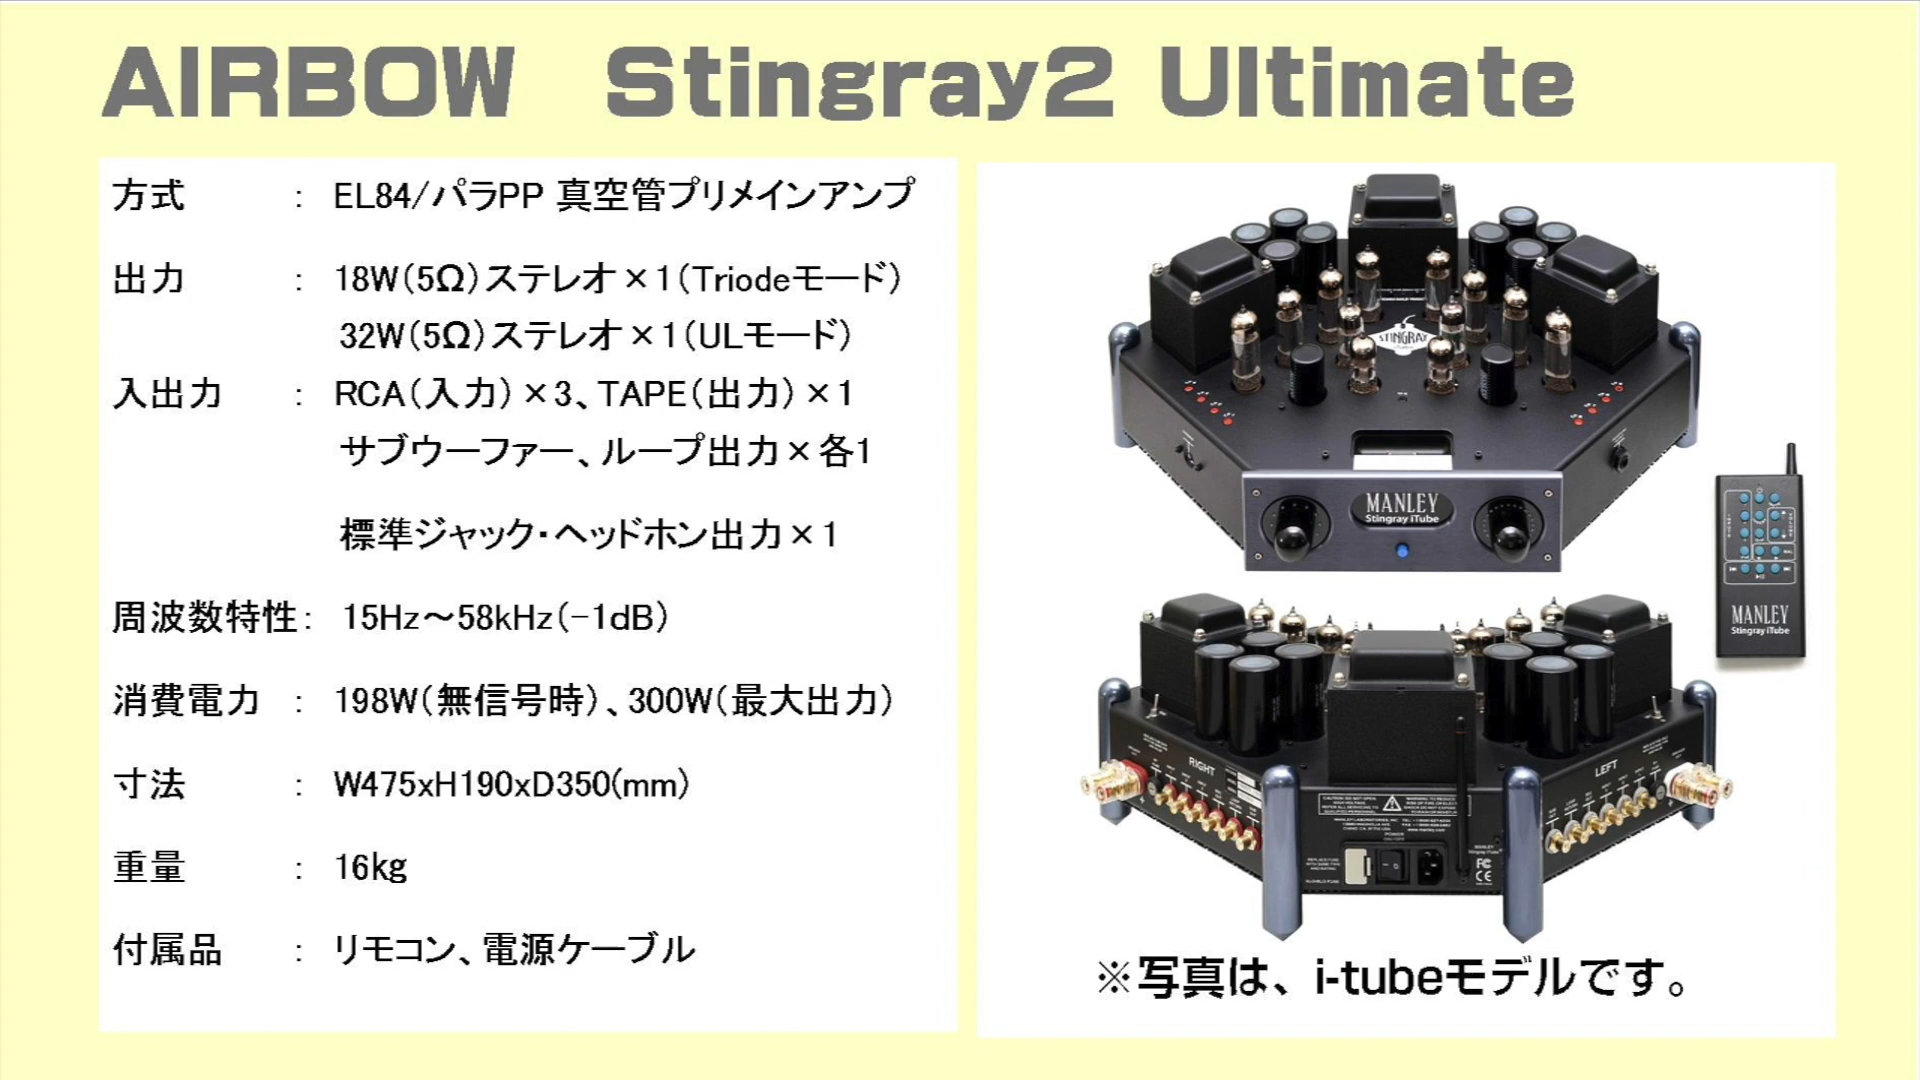 AIRBOW Stingray2 Ultimate
方式 : EL84/パラPP 真空管プリメインアンプ
出力 : 18W(5Ω)ステレオ×1(Triodeモード)
32W(5Ω)ステレオ×1(ULモード)
入出力 : RCA(入力)×3、TAPE(出力)×1
サブウーファー、ループ出力×各1
標準ジャック・ヘッドホン出力×1
周波数特性: 15Hz～58kHz(-1dB)
消費電力 : 198W(無信号時)、300W(最大出力)
寸法 : W475xH190xD350(mm)
重量 : 16kg
付属品 : リモコン、電源ケーブル
STINGRAY
MANLEY
Stingray iTube
MANLEY
Stingray iTube
RIGHT
LEFT
POWER
FC CE
※写真は、i-tubeモデルです。